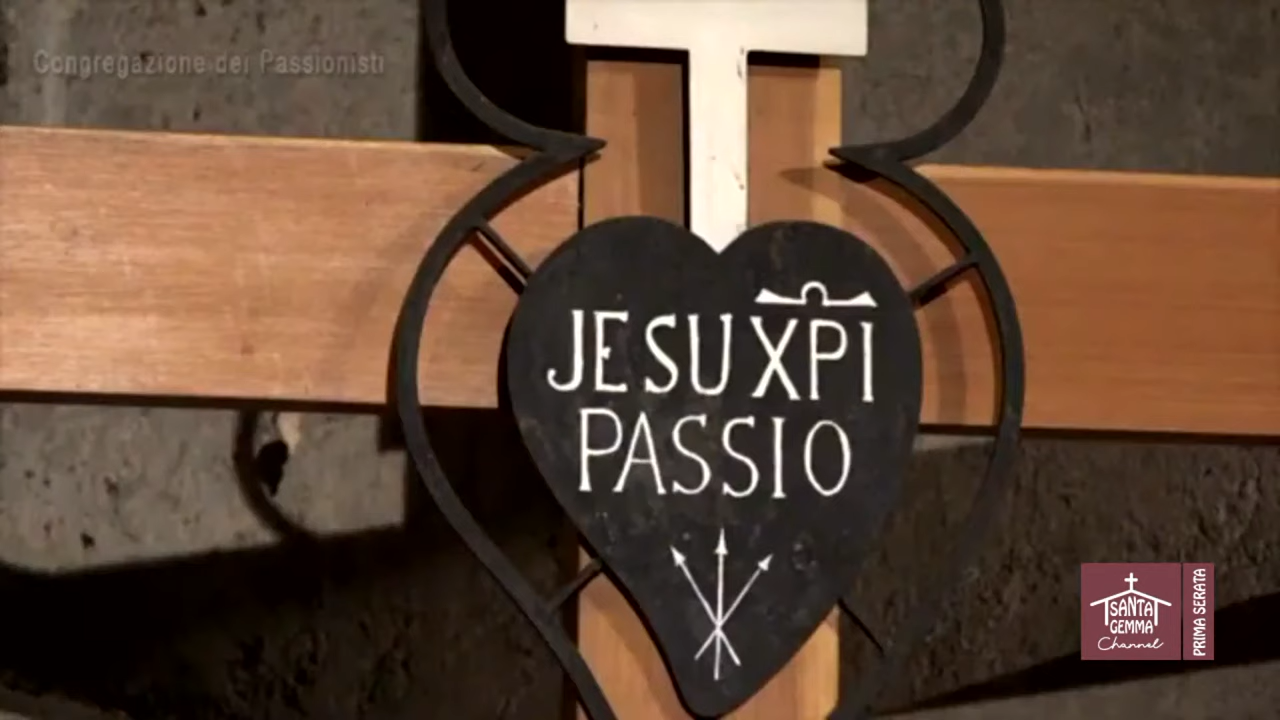 Congregazione dei Passionisti
JESU XPI
PASSIO
SANTA
GEMMA
Channel
PRIMA SERATA